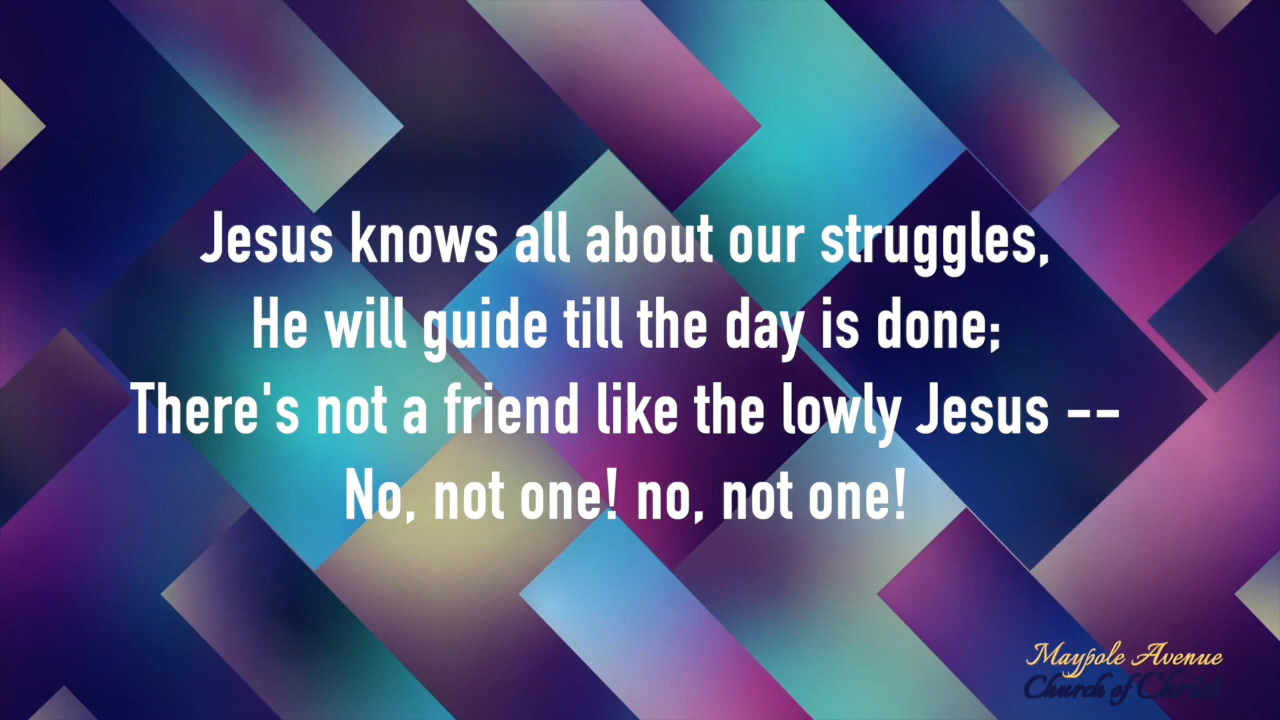 Jesus knows all about our struggles,
He will guide till the day is done;
There's not a friend like the lowly Jesus --
No, not one! no, not one!
Maypole Avenue
Church of Christ